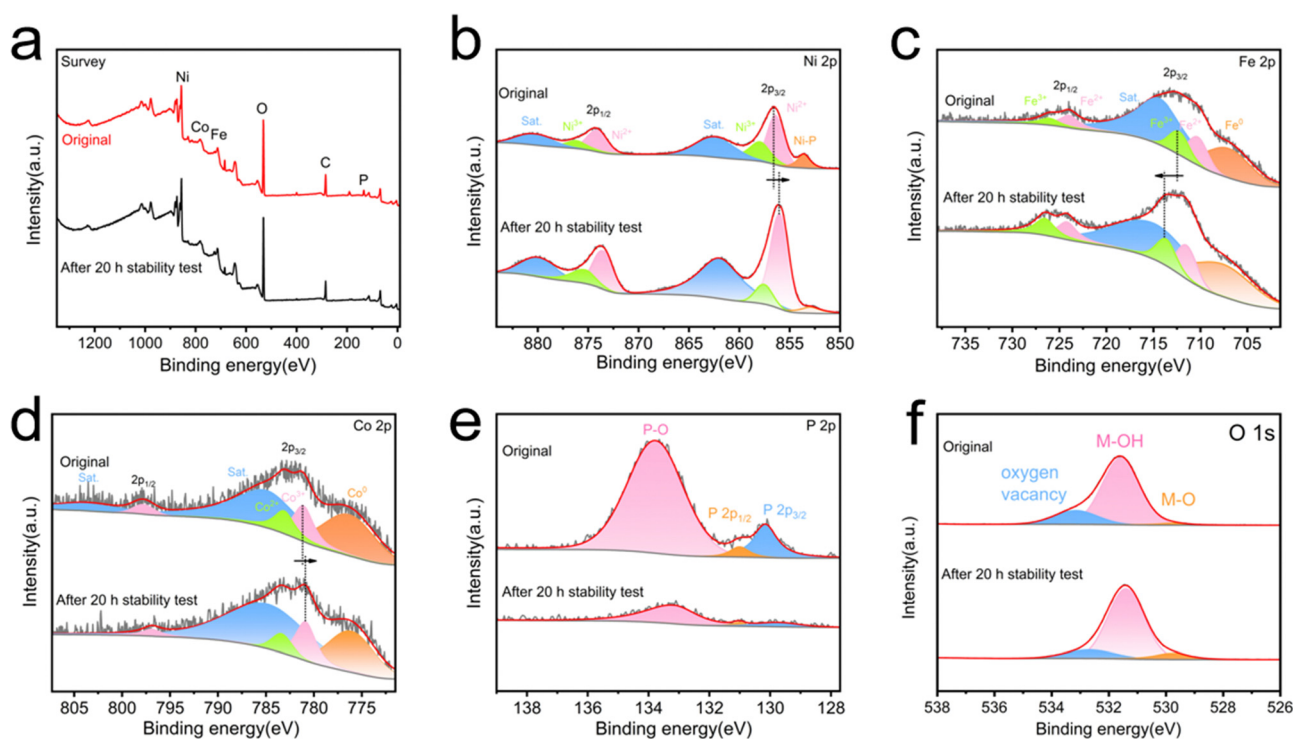 a
Survey
Ni
Co
Fe
O
C
P
Original
After 20 h stability test
Intensity(a.u.)
1200 1000 800 600 400 200 0
Binding energy(eV)
b
Ni 2p
Original
2p1/2
2p3/2
Sat.
Ni³⁺
Ni²⁺
Sat.
Ni³⁺
Ni²⁺
Ni-P
After 20 h stability test
Intensity(a.u.)
880 875 870 865 860 855 850
Binding energy(eV)
c
Fe 2p
Original
2p1/2
2p3/2
Fe³⁺
Fe²⁺
Sat.
Fe³⁺
Fe²⁺
Fe⁰
After 20 h stability test
Intensity(a.u.)
735 730 725 720 715 710 705
Binding energy(eV)
d
Co 2p
Original
Sat.
2p1/2
2p3/2
Sat.
Co²⁺
Co³⁺
Co⁰
After 20 h stability test
Intensity(a.u.)
805 800 795 790 785 780 775
Binding energy(eV)
e
P 2p
Original
P-O
P 2p1/2
P 2p3/2
After 20 h stability test
Intensity(a.u.)
138 136 134 132 130 128
Binding energy(eV)
f
O 1s
Original
M-OH
oxygen
vacancy
M-O
After 20 h stability test
Intensity(a.u.)
538 536 534 532 530 528 526
Binding energy(eV)